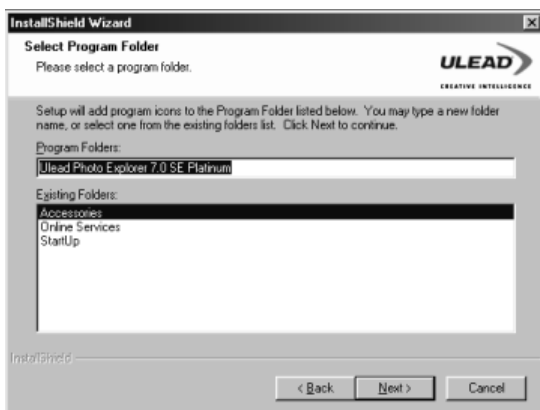 InstallShield Wizard
Select Program Folder
Please select a program folder.
ULEAD
CREATIVE INTELLIGENCE
Setup will add program icons to the Program Folder listed below. You may type a new folder
name, or select one from the existing folders list. Click Next to continue.
Program Folders:
Ulead Photo Explorer 7.0 SE Platinum
Existing Folders:
Accessories
Online Services
StartUp
InstallShield
< Back
Next >
Cancel